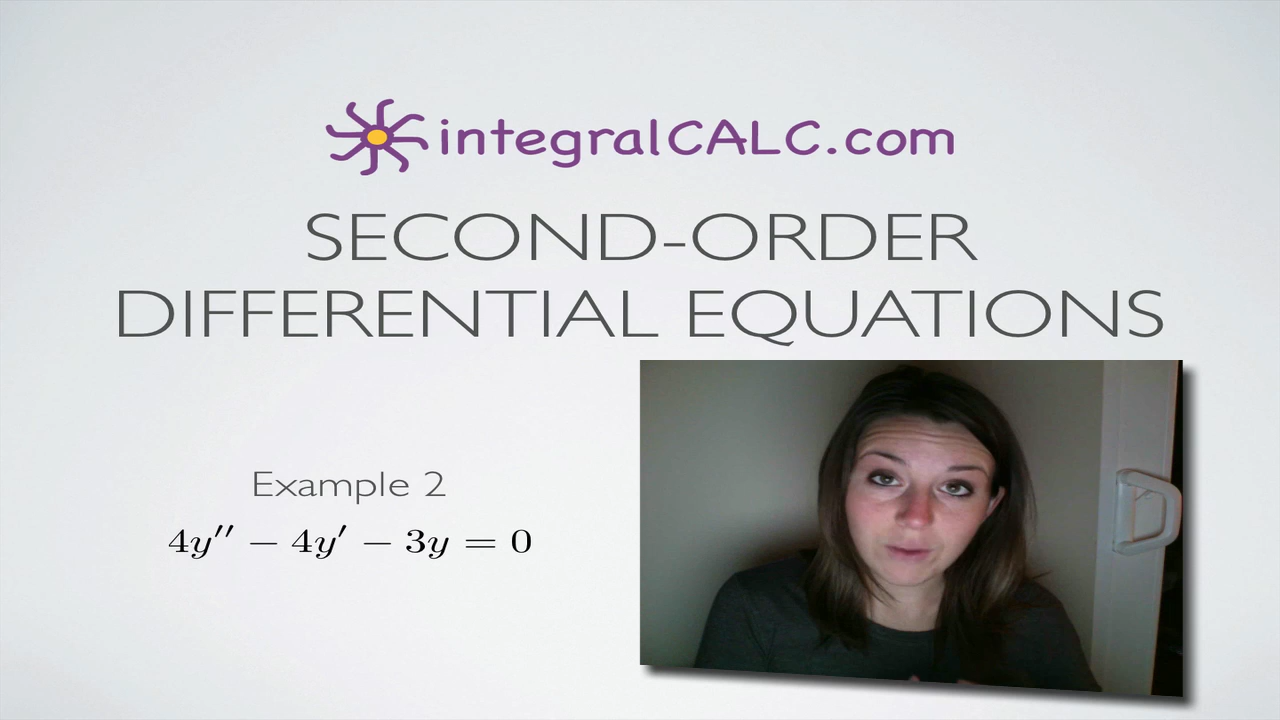 integralCALC.com
SECOND-ORDER
DIFFERENTIAL EQUATIONS
Example 2
4y′′ − 4y′ − 3y = 0